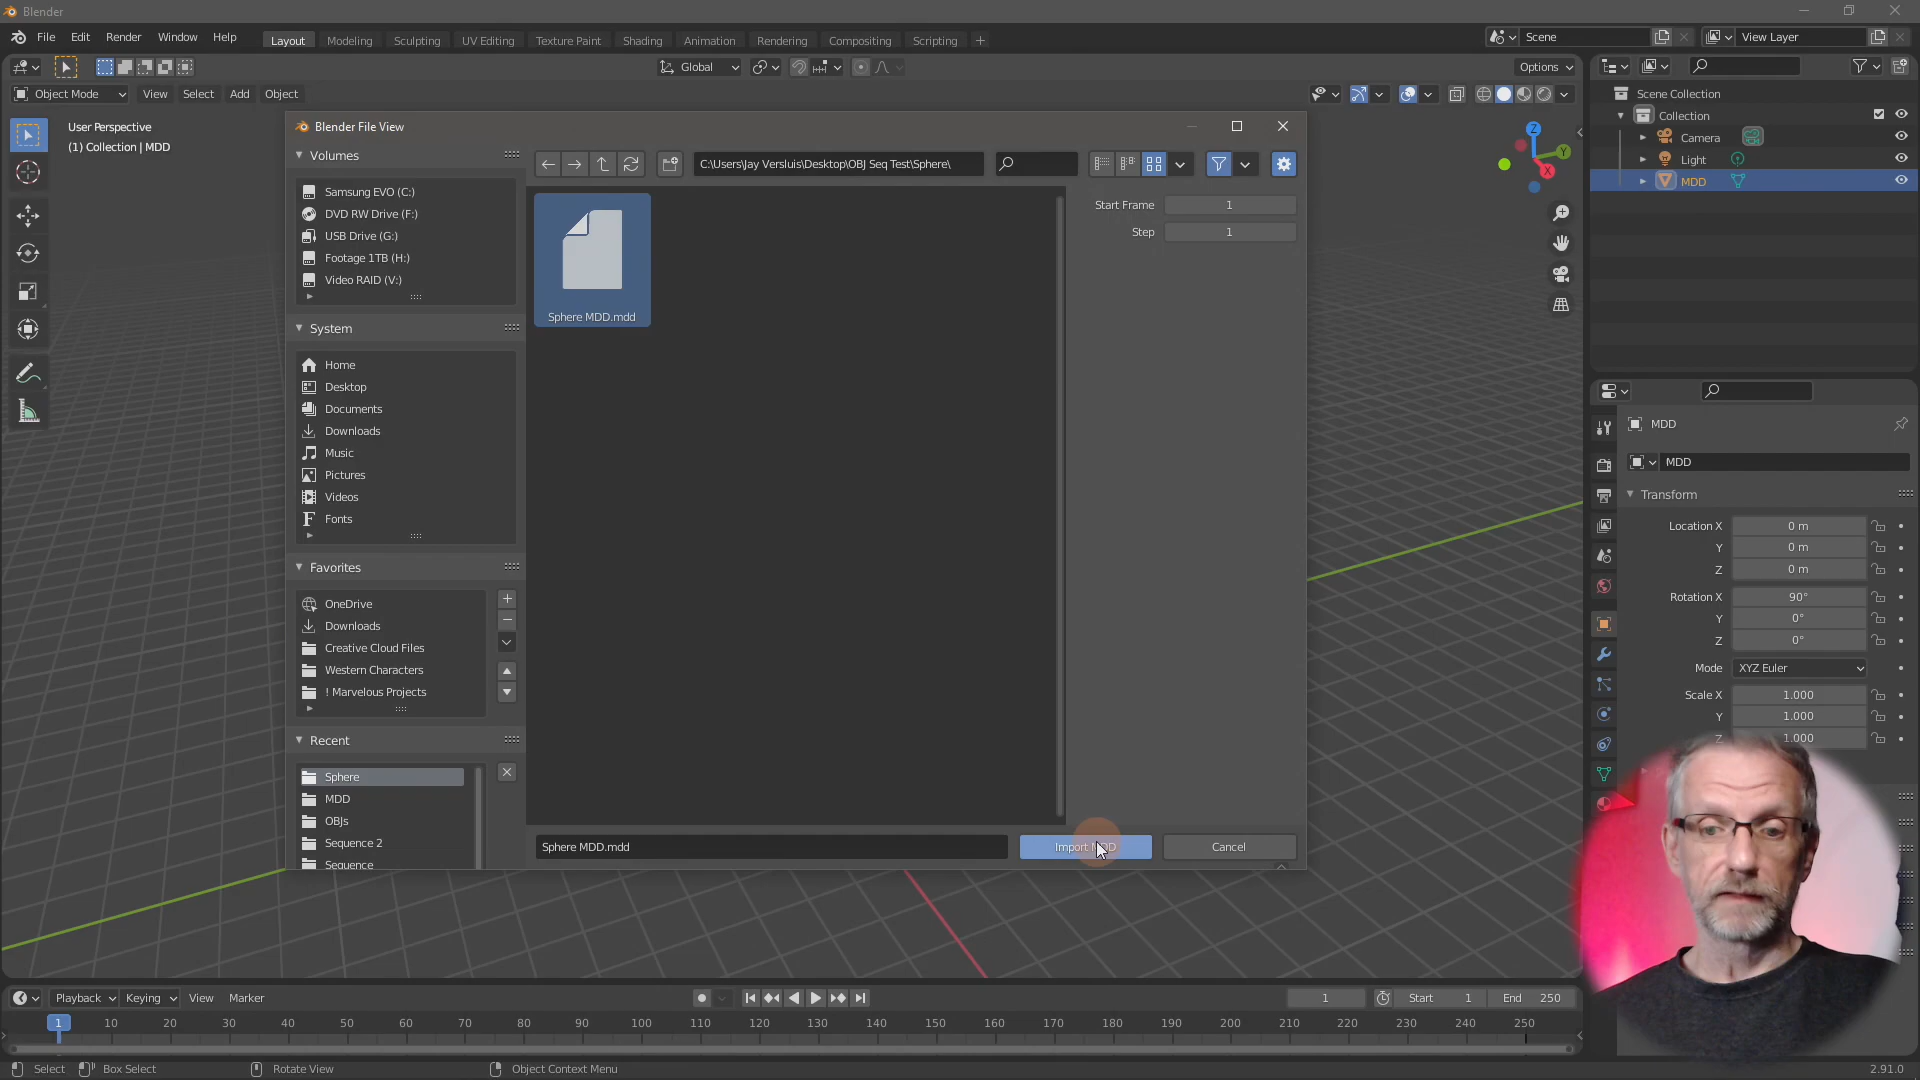 Blender
File Edit Render Window Help
Layout Modeling Sculpting UV Editing Texture Paint Shading Animation Rendering Compositing Scripting +
Scene
View Layer
Global
Options
Object Mode View Select Add Object
User Perspective
(1) Collection | MDD
Scene Collection
Collection
Camera
Light
MDD
Blender File View
Volumes
Samsung EVO (C:)
DVD RW Drive (F:)
USB Drive (G:)
Footage 1TB (H:)
Video RAID (V:)
System
Home
Desktop
Documents
Downloads
Music
Pictures
Videos
Fonts
Favorites
OneDrive
Downloads
Creative Cloud Files
Western Characters
! Marvelous Projects
Recent
Sphere
MDD
OBJs
Sequence 2
Sequence
C:\Users\Jay Versluis\Desktop\OBJ Seq Test\Sphere\
Sphere MDD.mdd
Start Frame 1
Step 1
Sphere MDD.mdd
Import MDD
Cancel
Z
Y
X
MDD
MDD
Transform
Location X 0 m
Y 0 m
Z 0 m
Rotation X 90°
Y 0°
Z 0°
Mode XYZ Euler
Scale X 1.000
Y 1.000
Z 1.000
Playback Keying View Marker
1
Start 1
End 250
1 10 20 30 40 50 60 70 80 90 100 110 120 130 140 150 160 170 180 190 200 210 220 230 240 250
Select Box Select Rotate View Object Context Menu
2.91.0